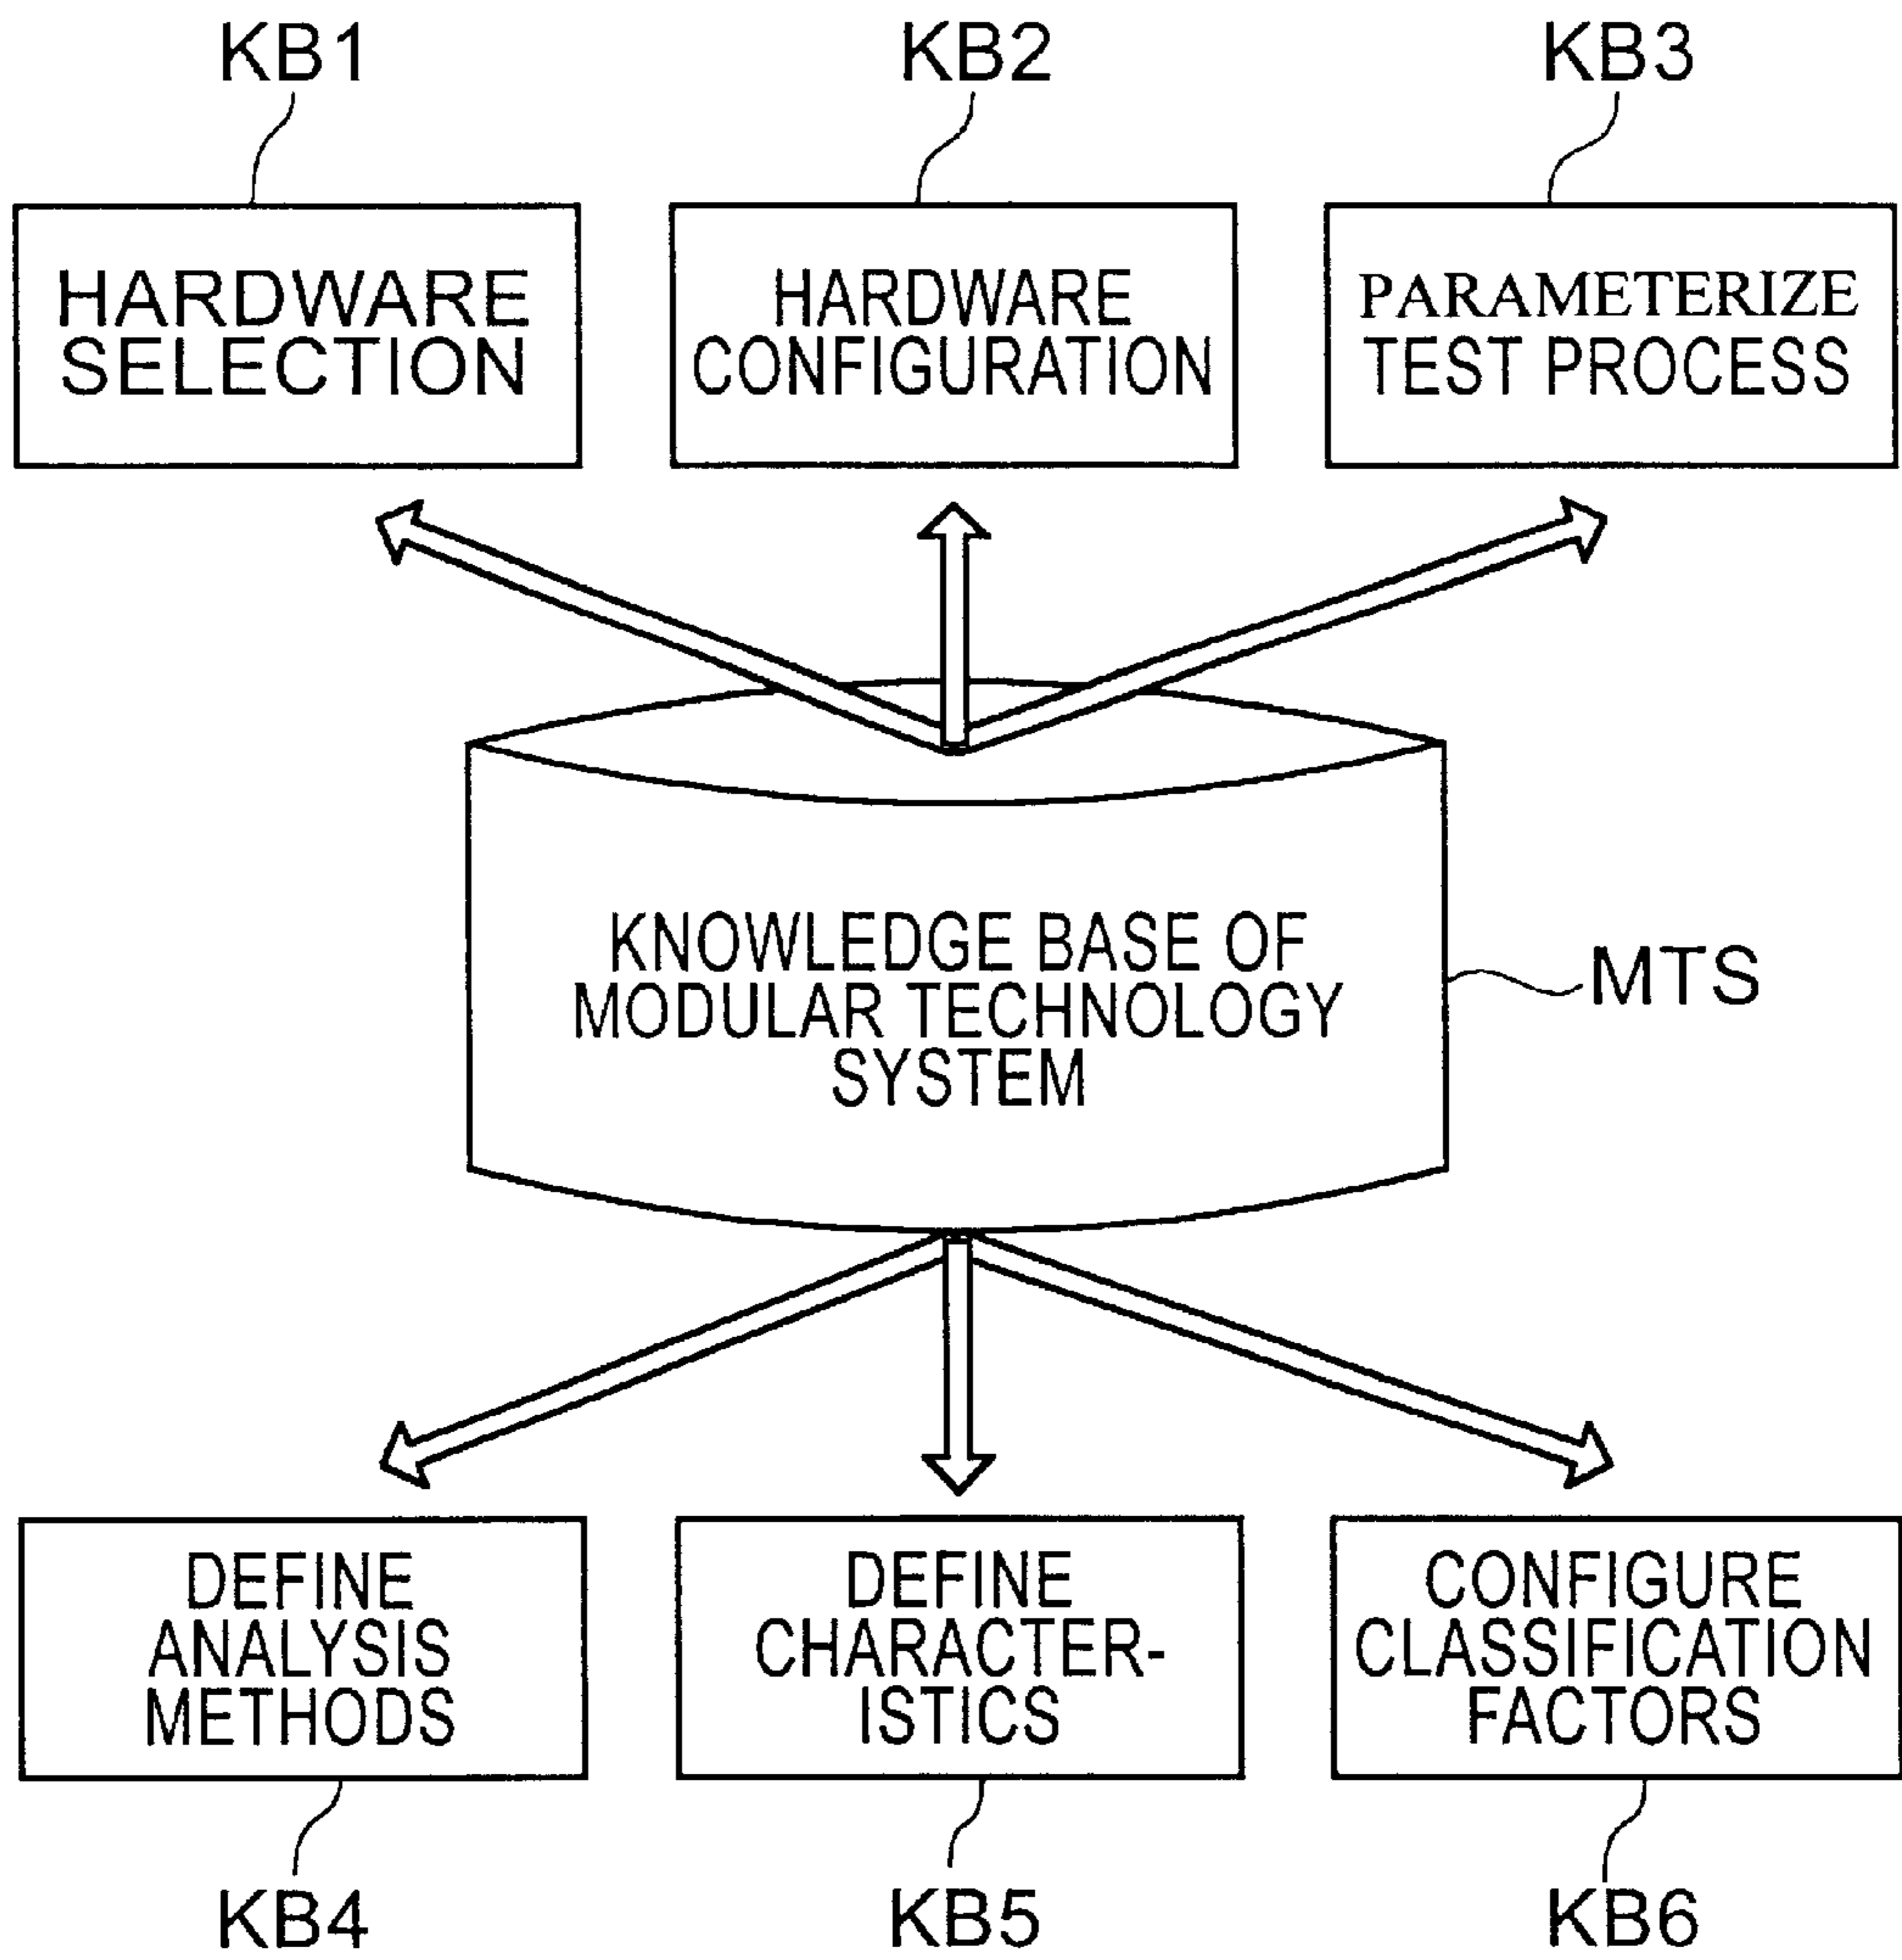 KB1
KB2
KB3
HARDWARE
SELECTION
HARDWARE
CONFIGURATION
PARAMETERIZE
TEST PROCESS
KNOWLEDGE BASE OF
MODULAR TECHNOLOGY
SYSTEM
MTS
DEFINE
ANALYSIS
METHODS
DEFINE
CHARACTER-
ISTICS
CONFIGURE
CLASSIFICATION
FACTORS
KB4
KB5
KB6